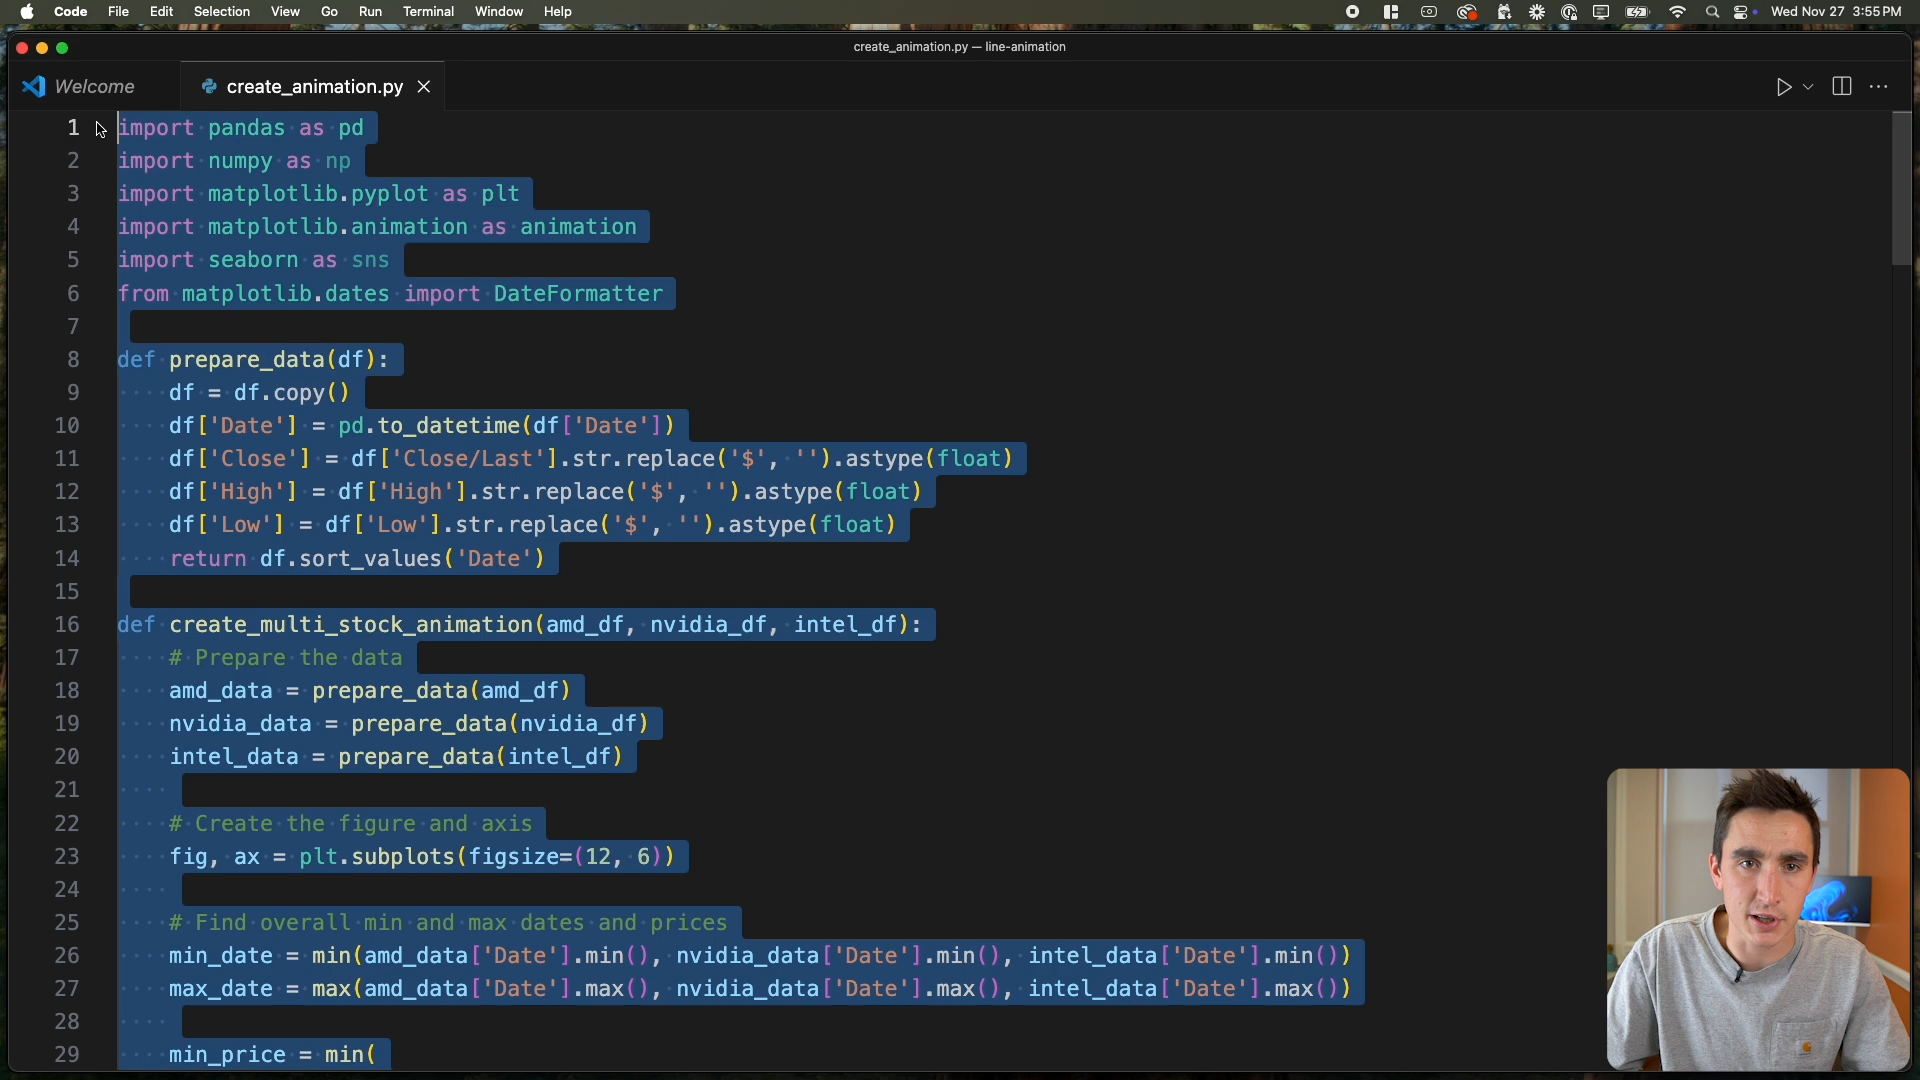 Code File Edit Selection View Go Run Terminal Window Help Wed Nov 27 3:55 PM
create_animation.py — line-animation
Welcome create_animation.py
1 import pandas as pd
2 import numpy as np
3 import matplotlib.pyplot as plt
4 import matplotlib.animation as animation
5 import seaborn as sns
6 from matplotlib.dates import DateFormatter
7
8 def prepare_data(df):
9     df = df.copy()
10     df['Date'] = pd.to_datetime(df['Date'])
11     df['Close'] = df['Close/Last'].str.replace('$', '').astype(float)
12     df['High'] = df['High'].str.replace('$', '').astype(float)
13     df['Low'] = df['Low'].str.replace('$', '').astype(float)
14     return df.sort_values('Date')
15
16 def create_multi_stock_animation(amd_df, nvidia_df, intel_df):
17     # Prepare the data
18     amd_data = prepare_data(amd_df)
19     nvidia_data = prepare_data(nvidia_df)
20     intel_data = prepare_data(intel_df)
21
22     # Create the figure and axis
23     fig, ax = plt.subplots(figsize=(12, 6))
24
25     # Find overall min and max dates and prices
26     min_date = min(amd_data['Date'].min(), nvidia_data['Date'].min(), intel_data['Date'].min())
27     max_date = max(amd_data['Date'].max(), nvidia_data['Date'].max(), intel_data['Date'].max())
28
29     min_price = min(